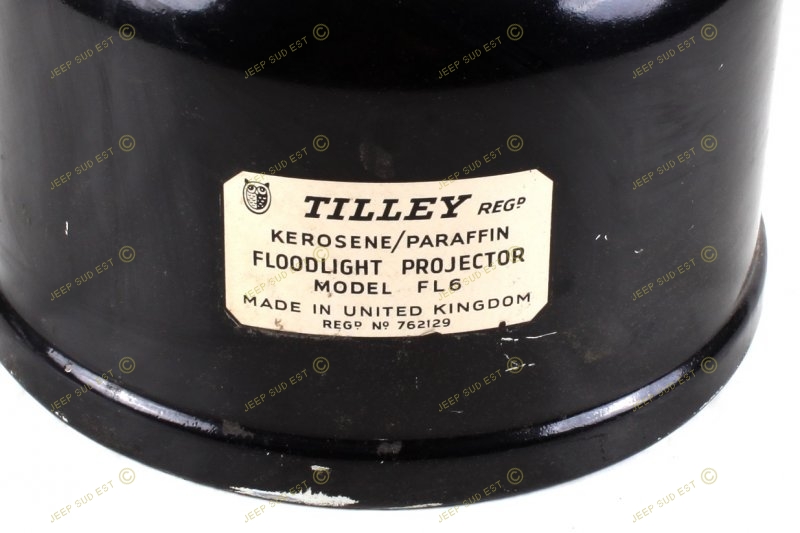 TILLEY REGD
KEROSENE/PARAFFIN
FLOODLIGHT PROJECTOR
MODEL FL6
MADE IN UNITED KINGDOM
REGD No 762129
JEEP SUD EST ©